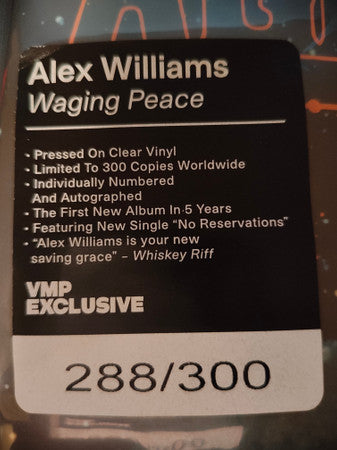 Alex Williams
Waging Peace
• Pressed On Clear Vinyl
• Limited To 300 Copies Worldwide
• Individually Numbered
And Autographed
• The First New Album In 5 Years
• Featuring New Single “No Reservations”
• “Alex Williams is your new
saving grace” – Whiskey Riff
VMP
EXCLUSIVE
288/300